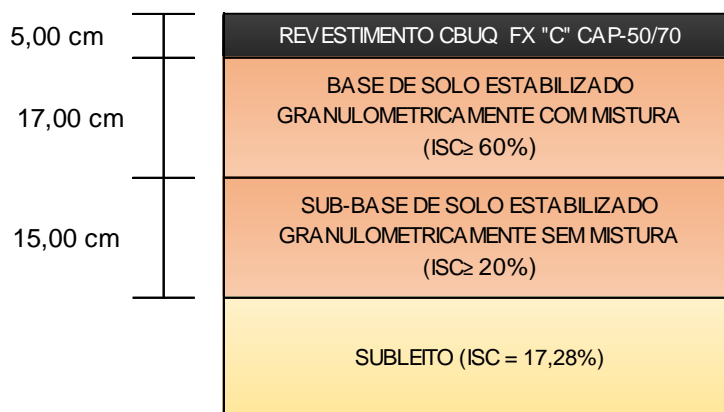 5,00 cm
REVESTIMENTO CBUQ FX "C" CAP-50/70
17,00 cm
BASE DE SOLO ESTABILIZADO
GRANULOMETRICAMENTE COM MISTURA
(ISC≥ 60%)
15,00 cm
SUB-BASE DE SOLO ESTABILIZADO
GRANULOMETRICAMENTE SEM MISTURA
(ISC≥ 20%)
SUBLEITO (ISC = 17,28%)